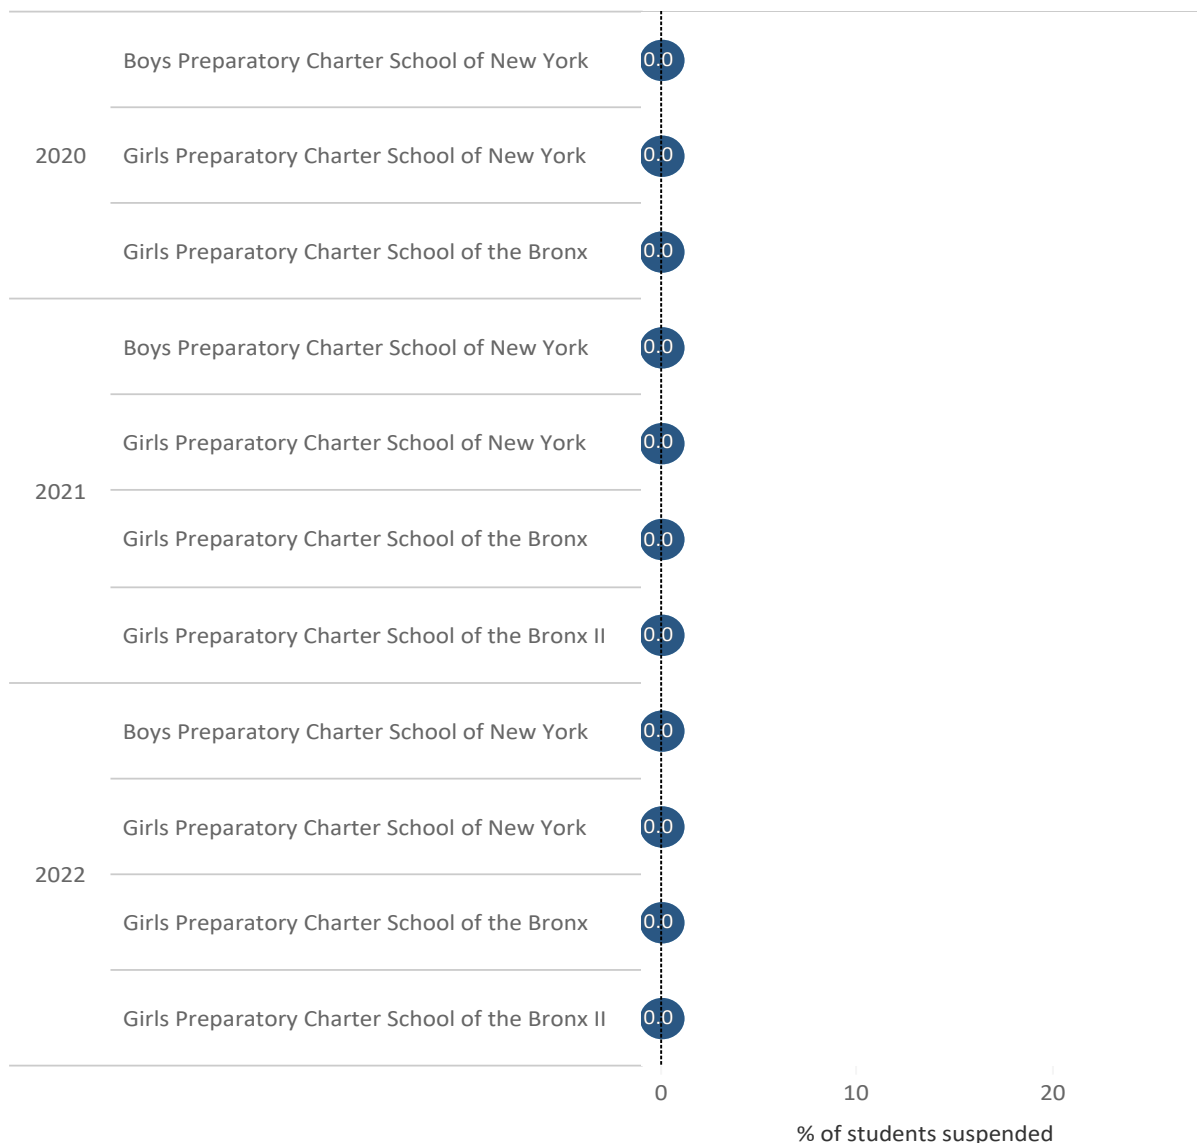 Boys Preparatory Charter School of New York 0.0
2020 Girls Preparatory Charter School of New York 0.0
Girls Preparatory Charter School of the Bronx 0.0
Boys Preparatory Charter School of New York 0.0
Girls Preparatory Charter School of New York 0.0
2021
Girls Preparatory Charter School of the Bronx 0.0
Girls Preparatory Charter School of the Bronx II 0.0
Boys Preparatory Charter School of New York 0.0
Girls Preparatory Charter School of New York 0.0
2022
Girls Preparatory Charter School of the Bronx 0.0
Girls Preparatory Charter School of the Bronx II 0.0
0 10 20
% of students suspended